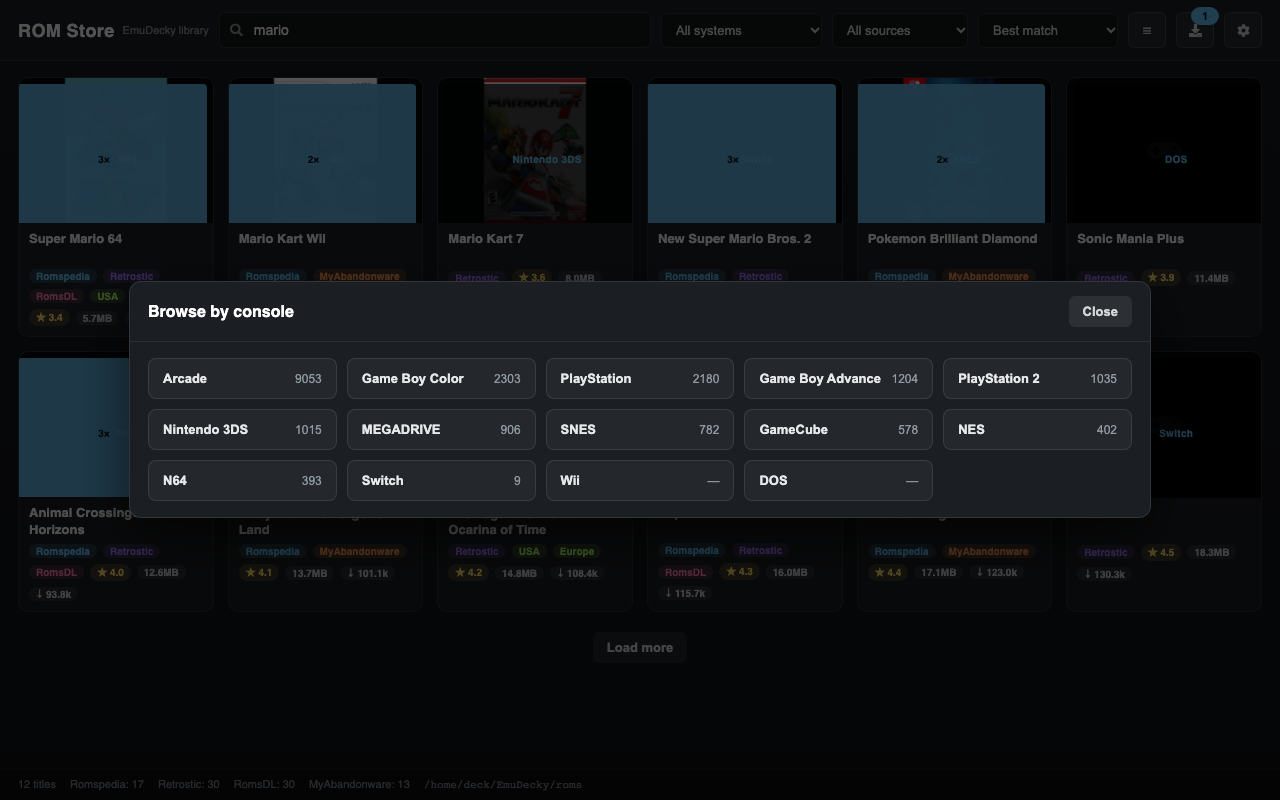 ROM Store EmuDecky library mario All systems All sources Best match ≡ 1
3x 2x MARIOKART 7 Nintendo 3DS 3x 2x DOS
Super Mario 64 Mario Kart Wii Mario Kart 7 New Super Mario Bros. 2 Pokemon Brilliant Diamond Sonic Mania Plus
Romspedia Retrostic Romspedia MyAbandonware Retrostic ★ 3.6 8.0MB Romspedia Retrostic Romspedia MyAbandonware Retrostic ★ 3.9 11.4MB
RomsDL USA
★ 3.4 5.7MB
Browse by console Close
Arcade 9053 Game Boy Color 2303 PlayStation 2180 Game Boy Advance 1204 PlayStation 2 1035
Nintendo 3DS 1015 MEGADRIVE 906 SNES 782 GameCube 578 NES 402
N64 393 Switch 9 Wii — DOS —
3x Switch
Animal Crossing
Horizons Land Ocarina of Time
Romspedia Retrostic Romspedia MyAbandonware Retrostic USA Europe Romspedia Retrostic Romspedia MyAbandonware Retrostic ★ 4.5 18.3MB
RomsDL ★ 4.0 12.6MB ★ 4.1 13.7MB ↓ 101.1k ★ 4.2 14.8MB ↓ 108.4k RomsDL ★ 4.3 16.0MB ★ 4.4 17.1MB ↓ 123.0k ↓ 130.3k
↓ 93.8k ↓ 115.7k
Load more
12 titles Romspedia: 17 Retrostic: 30 RomsDL: 30 MyAbandonware: 13 /home/deck/EmuDecky/roms